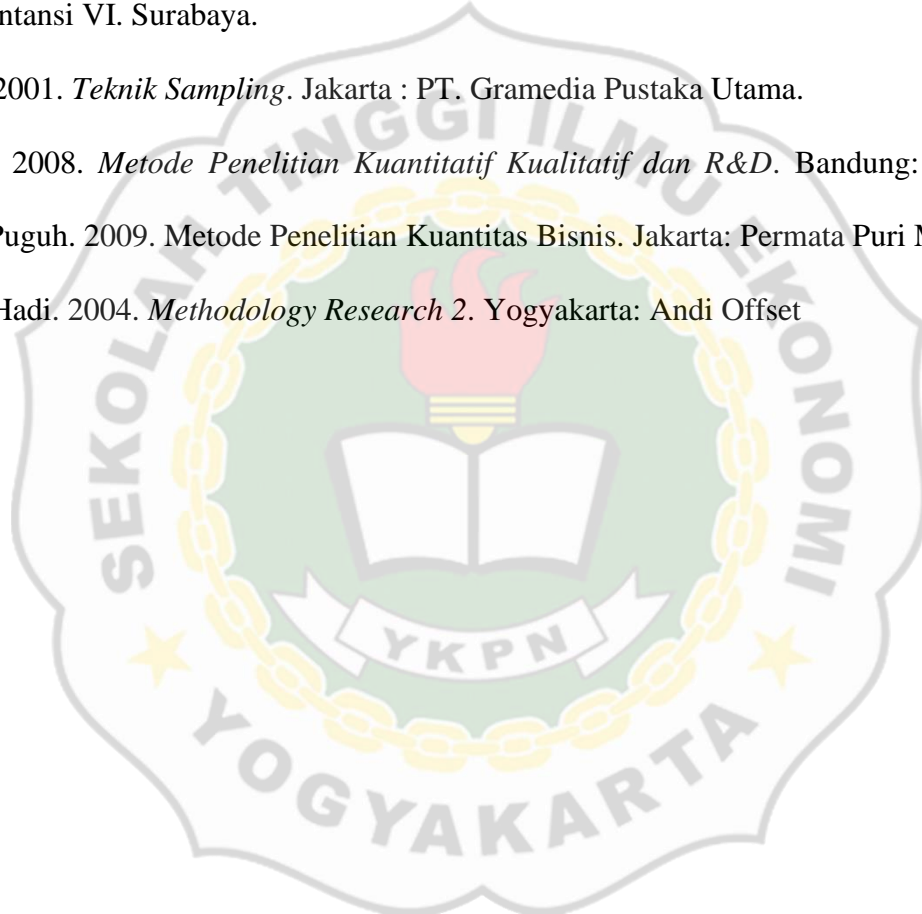 ntansi VI. Surabaya.
2001. Teknik Sampling. Jakarta : PT. Gramedia Pustaka Utama.
2008. Metode Penelitian Kuantitatif Kualitatif dan R&D. Bandung:
Puguh. 2009. Metode Penelitian Kuantitas Bisnis. Jakarta: Permata Puri M
Hadi. 2004. Methodology Research 2. Yogyakarta: Andi Offset
SEKOLAH TINGGI ILMU EKONOMI
YKPN
YOGYAKARTA